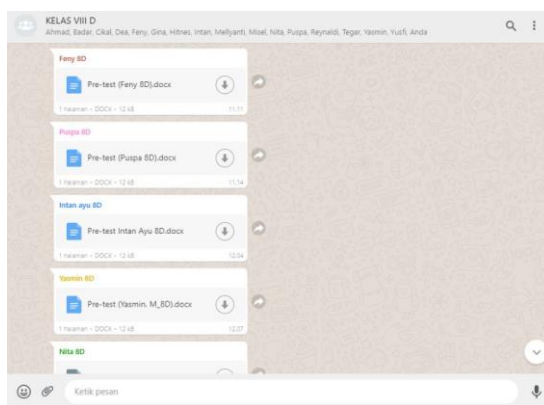 KELAS VIII D
Ahmad, Badar, Cikal, Dea, Feny, Gina, Hitnes, Intan, Mellyanti, Misel, Nita, Puspa, Reynaldi, Tegar, Yasmin, Yusfi, Anda
Feny 8D
Pre-test (Feny 8D).docx
1 halaman • DOCX • 12 kB 11.11
Puspa 8D
Pre-test (Puspa 8D).docx
1 halaman • DOCX • 12 kB 11.14
Intan ayu 8D
Pre-test Intan Ayu 8D.docx
1 halaman • DOCX • 12 kB 12.04
Yasmin 8D
Pre-test (Yasmin. M_8D).docx
1 halaman • DOCX • 12 kB 12.07
Nita 8D
Ketik pesan